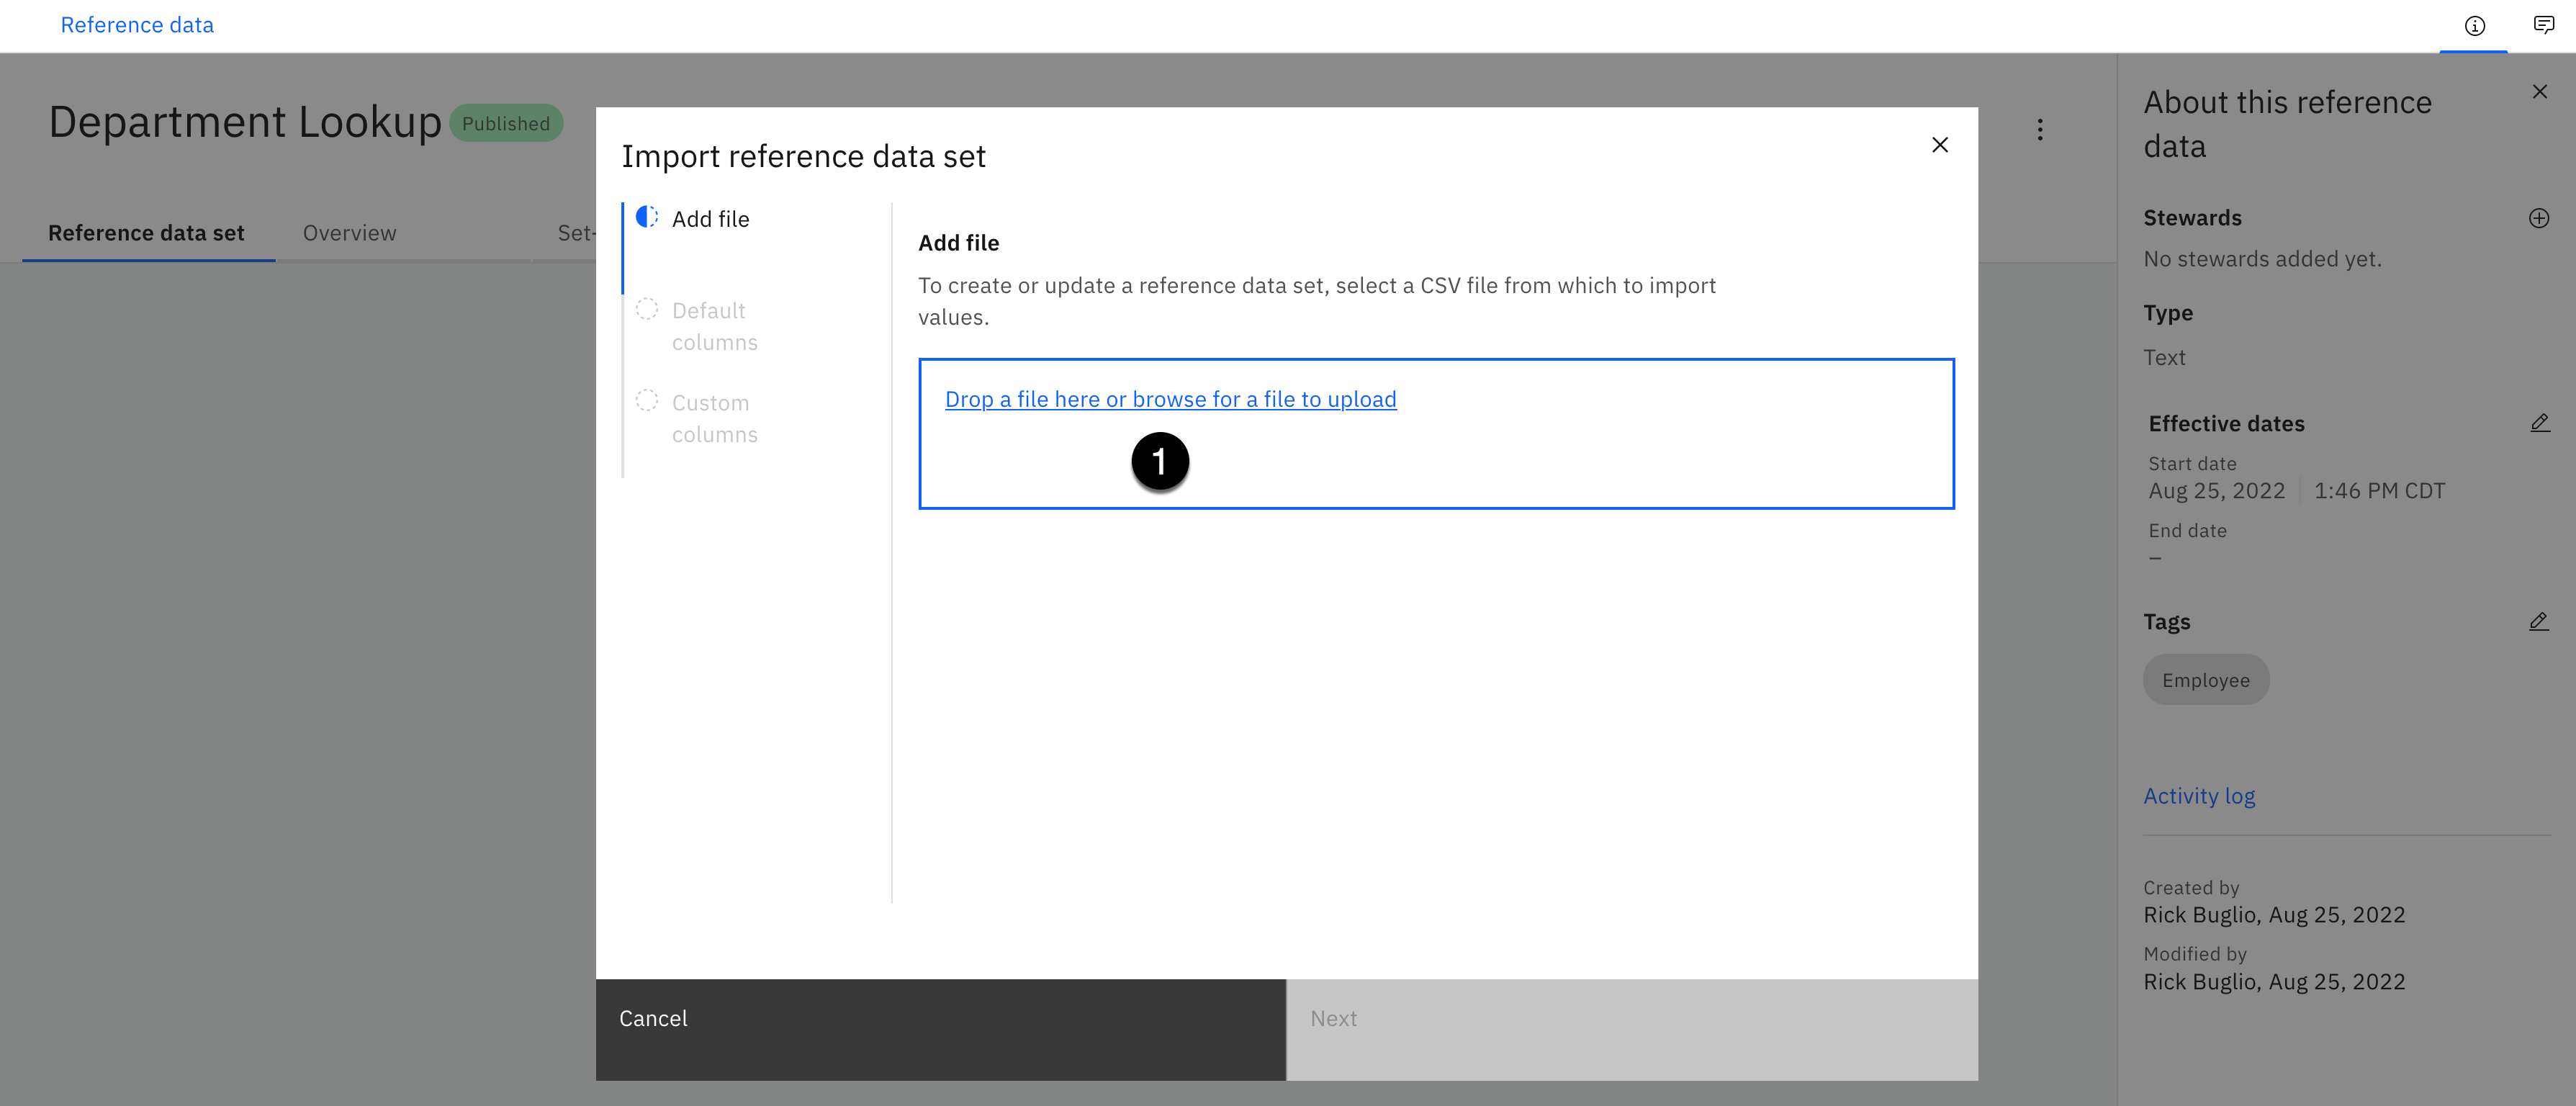 Reference data
Department Lookup
Published
Reference data set
Overview
Set-
Import reference data set
Add file
Default
columns
Custom
columns
Add file
To create or update a reference data set, select a CSV file from which to import
values.
Drop a file here or browse for a file to upload
1
Cancel
Next
About this reference
data
Stewards
No stewards added yet.
Type
Text
Effective dates
Start date
Aug 25, 2022 1:46 PM CDT
End date
–
Tags
Employee
Activity log
Created by
Rick Buglio, Aug 25, 2022
Modified by
Rick Buglio, Aug 25, 2022